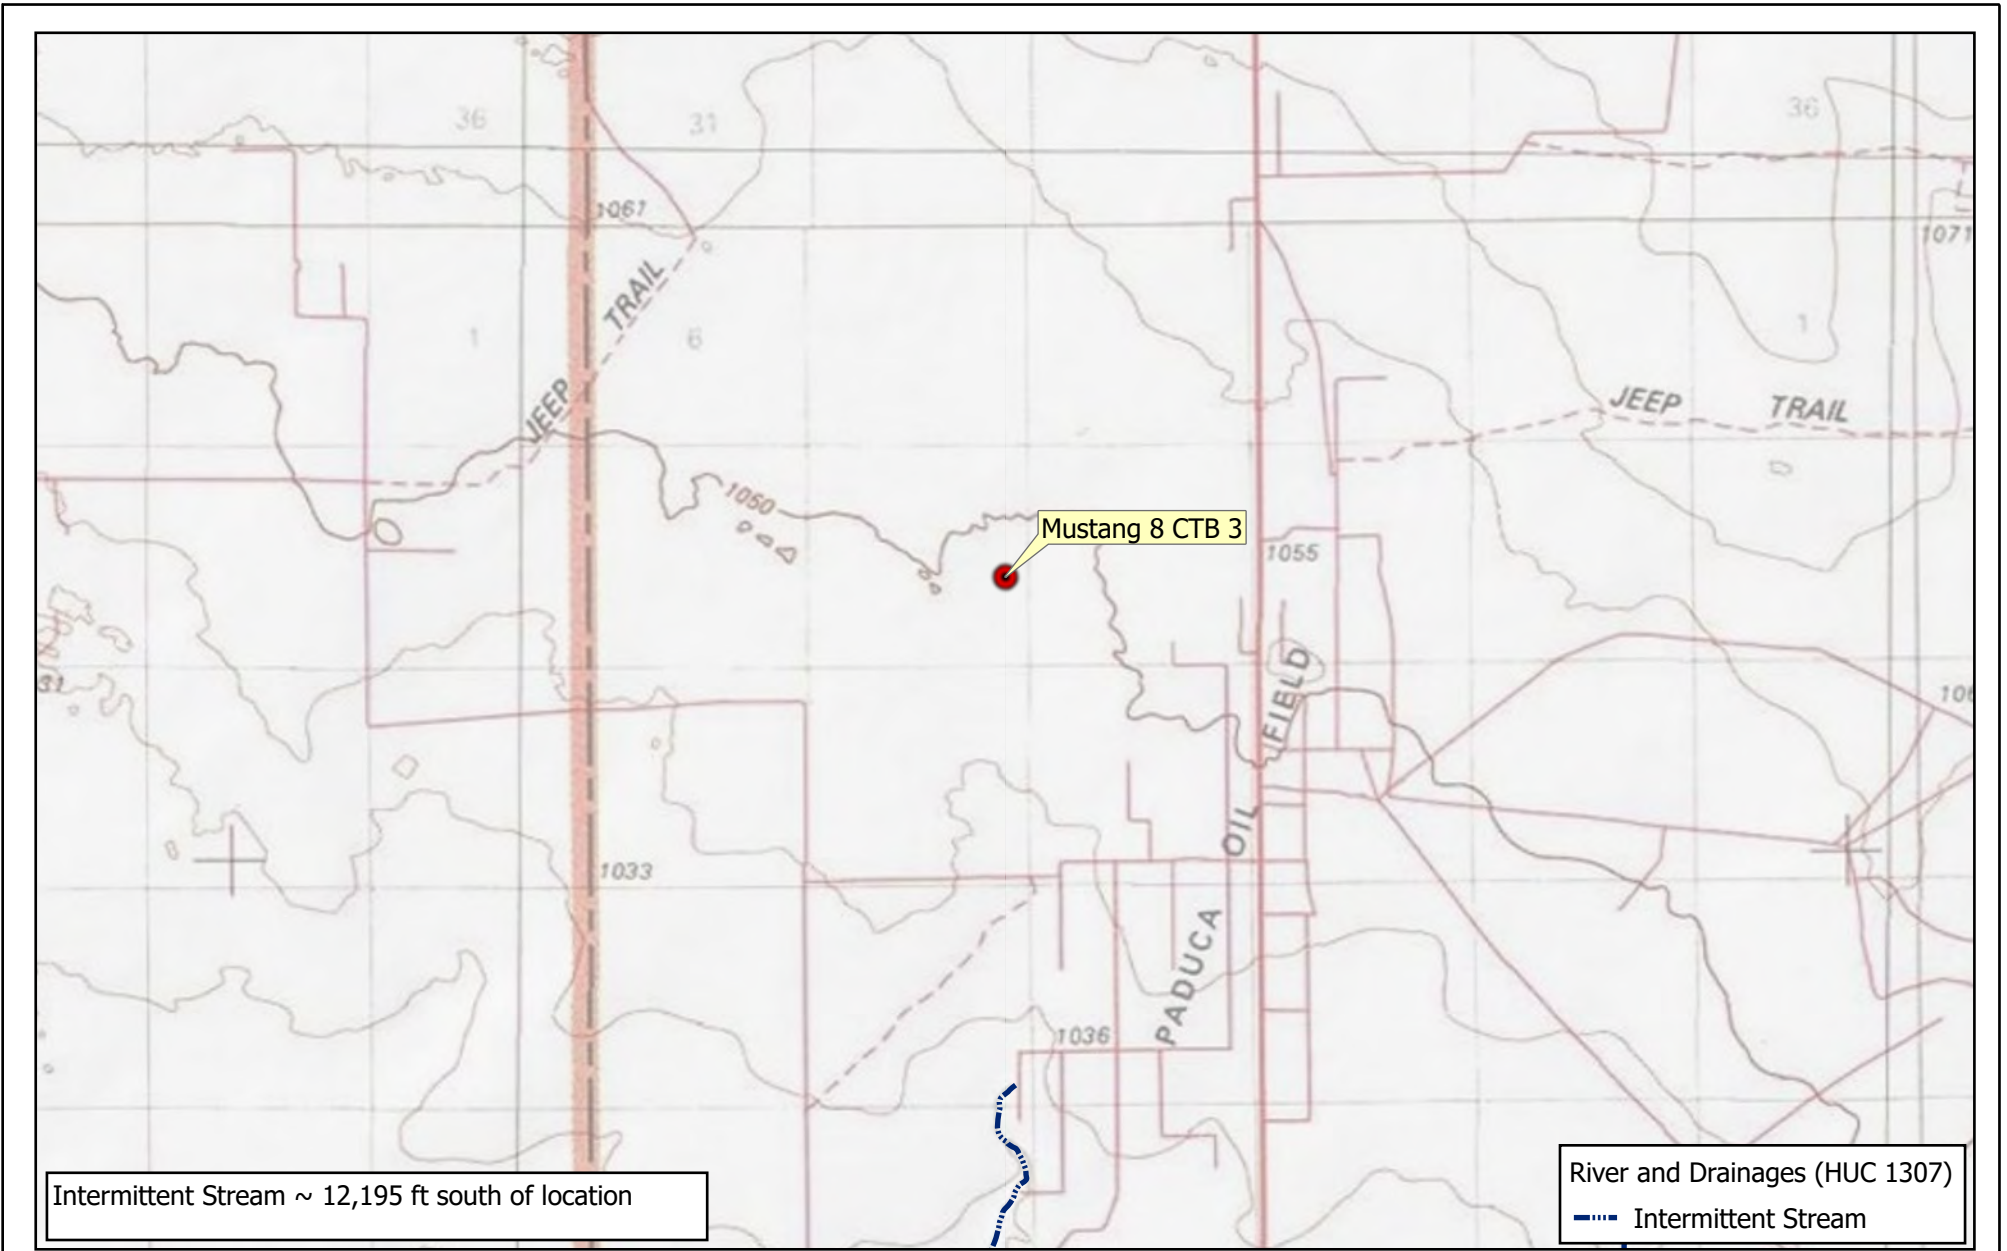 36
31
36
1061
1071
TRAIL
1
6
1
JEEP
JEEP TRAIL
1050
Mustang 8 CTB 3
1055
31
106
PADUCA OIL FIELD
1033
1036
Intermittent Stream ~ 12,195 ft south of location
River and Drainages (HUC 1307)
Intermittent Stream